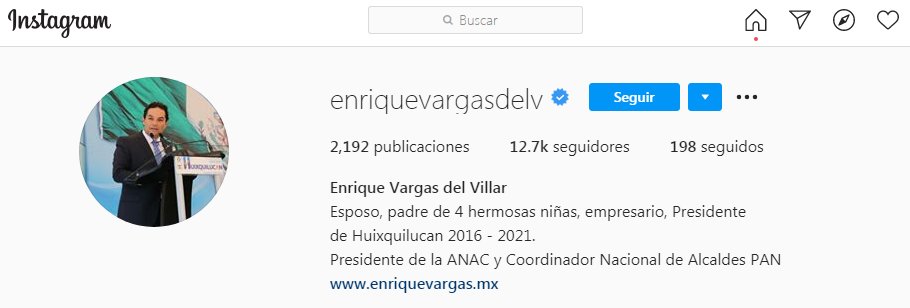 Instagram
Buscar
enriquevargasdelv
Seguir
2,192 publicaciones 12.7k seguidores 198 seguidos
Enrique Vargas del Villar
Esposo, padre de 4 hermosas niñas, empresario, Presidente
de Huixquilucan 2016 - 2021.
Presidente de la ANAC y Coordinador Nacional de Alcaldes PAN
www.enriquevargas.mx
HUIXQUILUCAN